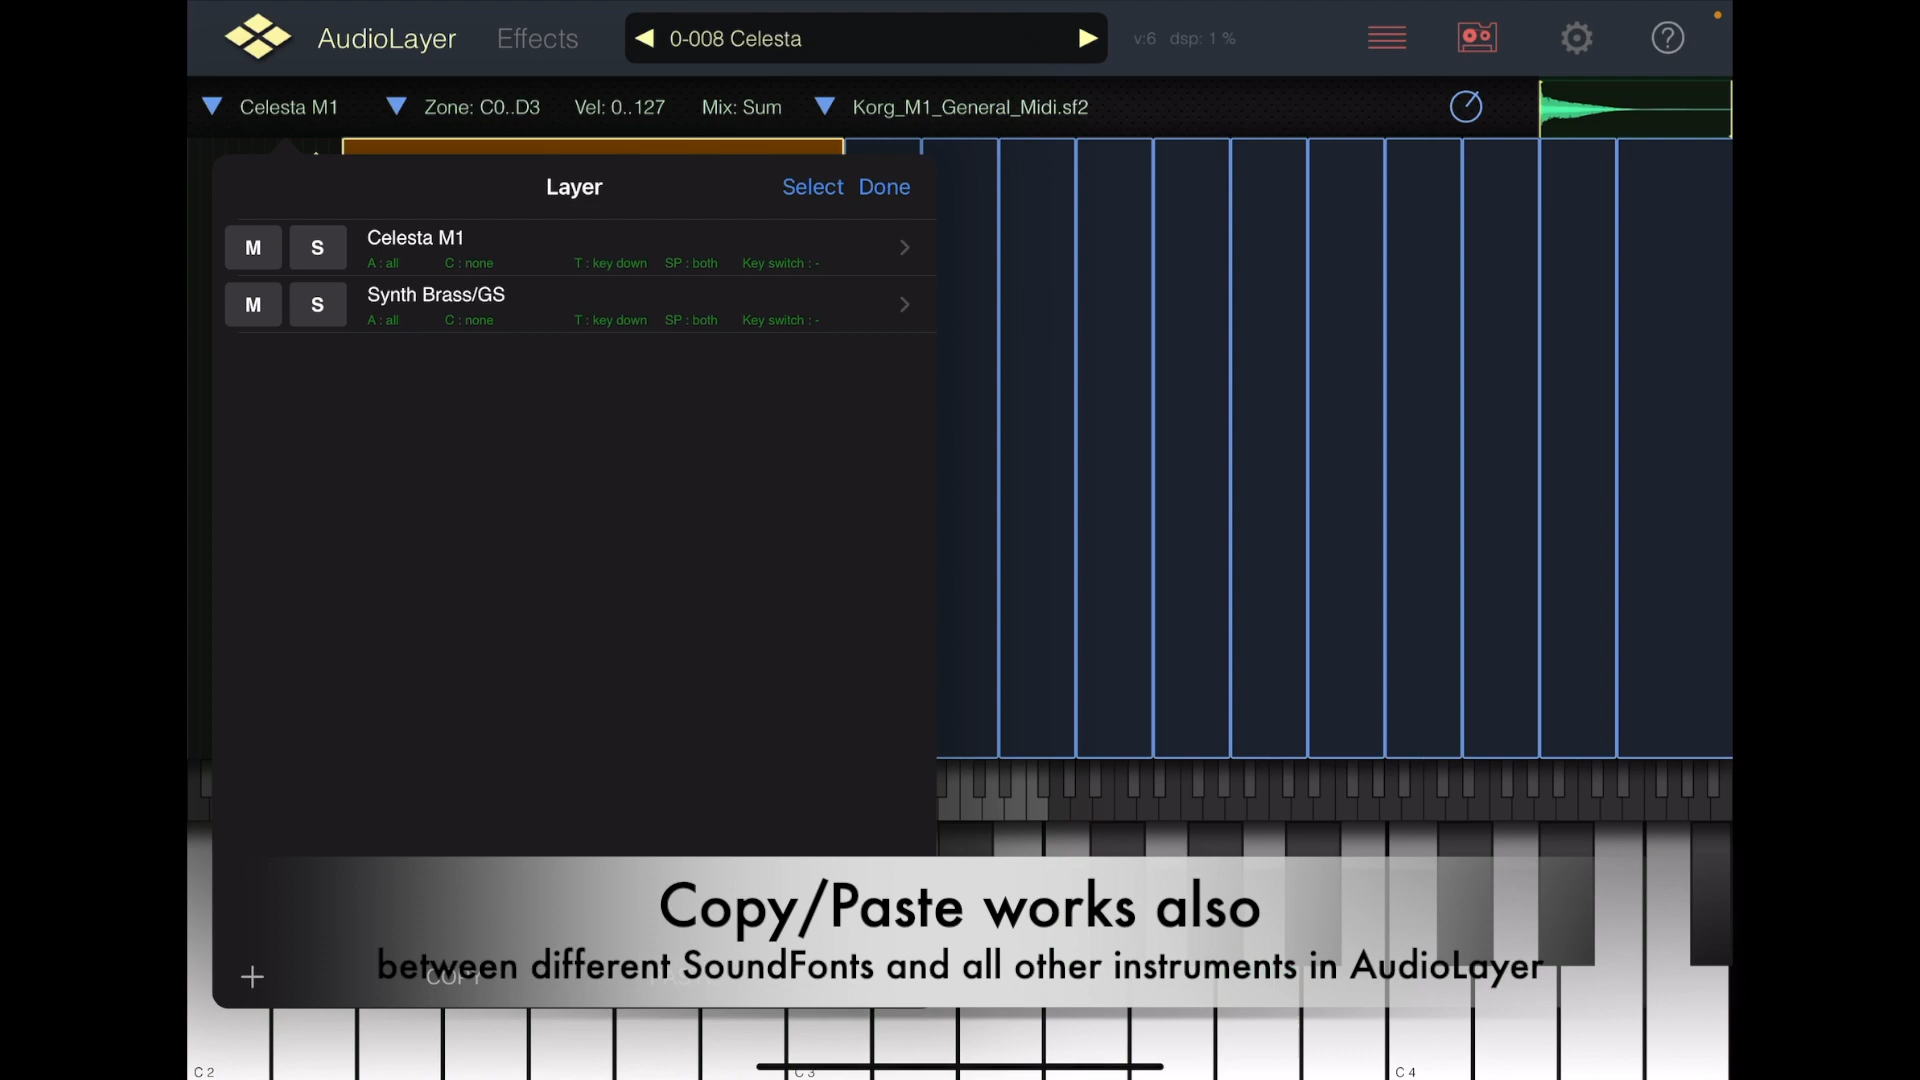 AudioLayer Effects 0-008 Celesta v:6 dsp: 1 %
Celesta M1 Zone: C0..D3 Vel: 0..127 Mix: Sum Korg_M1_General_Midi.sf2
Layer Select Done
M S Celesta M1
A : all C : none T : key down SP : both Key switch : -
M S Synth Brass/GS
A : all C : none T : key down SP : both Key switch : -
Copy/Paste works also
between different SoundFonts and all other instruments in AudioLayer
+ COPY
C 2 C 3 C 4